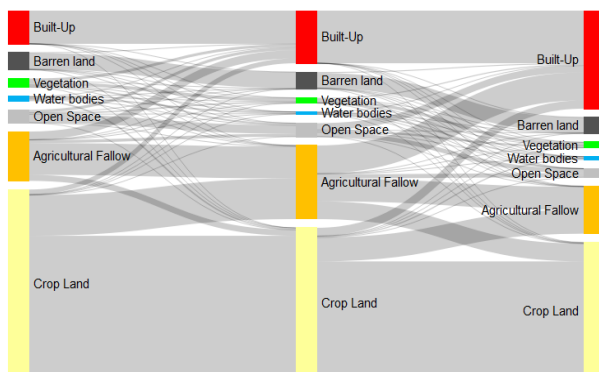 Built-Up
Barren land
Vegetation
Water bodies
Open Space
Agricultural Fallow
Crop Land
Built-Up
Barren land
Vegetation
Water bodies
Open Space
Agricultural Fallow
Crop Land
Built-Up
Barren land
Vegetation
Water bodies
Open Space
Agricultural Fallow
Crop Land